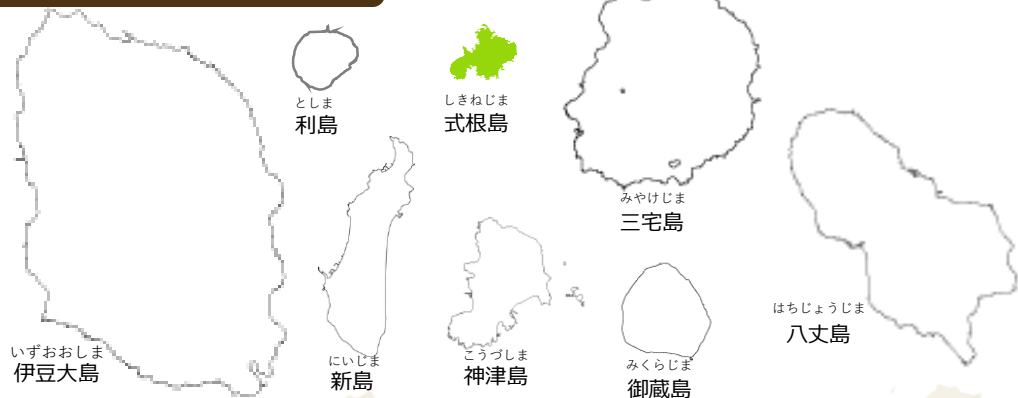 としま
利島
しきねじま
式根島
みやけじま
三宅島
はちじょうじま
八丈島
いずおおしま
伊豆大島
にいじま
新島
こうづしま
神津島
みくらじま
御蔵島